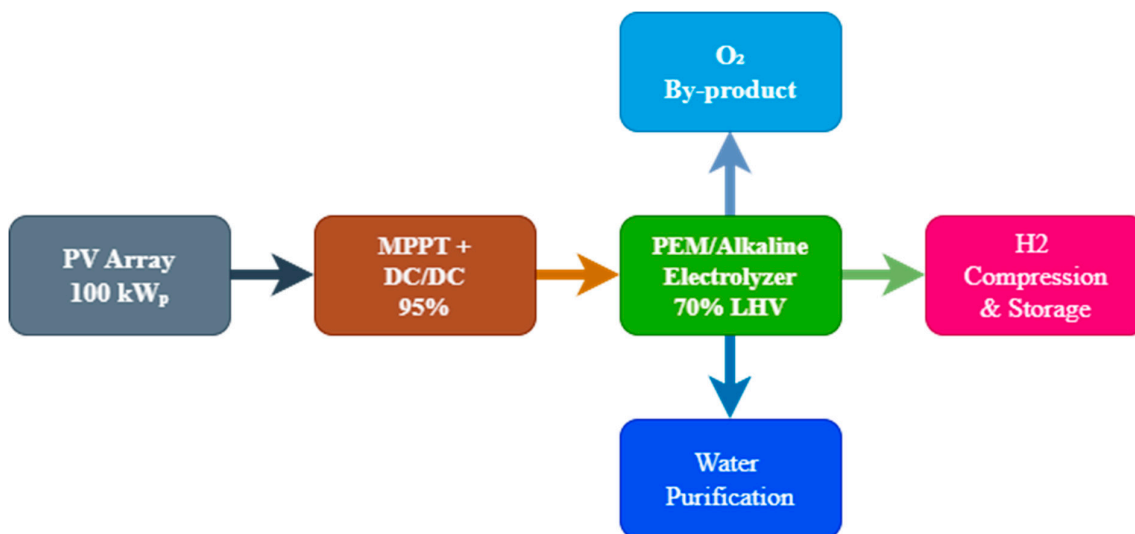 O₂
By-product
PV Array
100 kWₚ
MPPT +
DC/DC
95%
PEM/Alkaline
Electrolyzer
70% LHV
H2
Compression
& Storage
Water
Purification